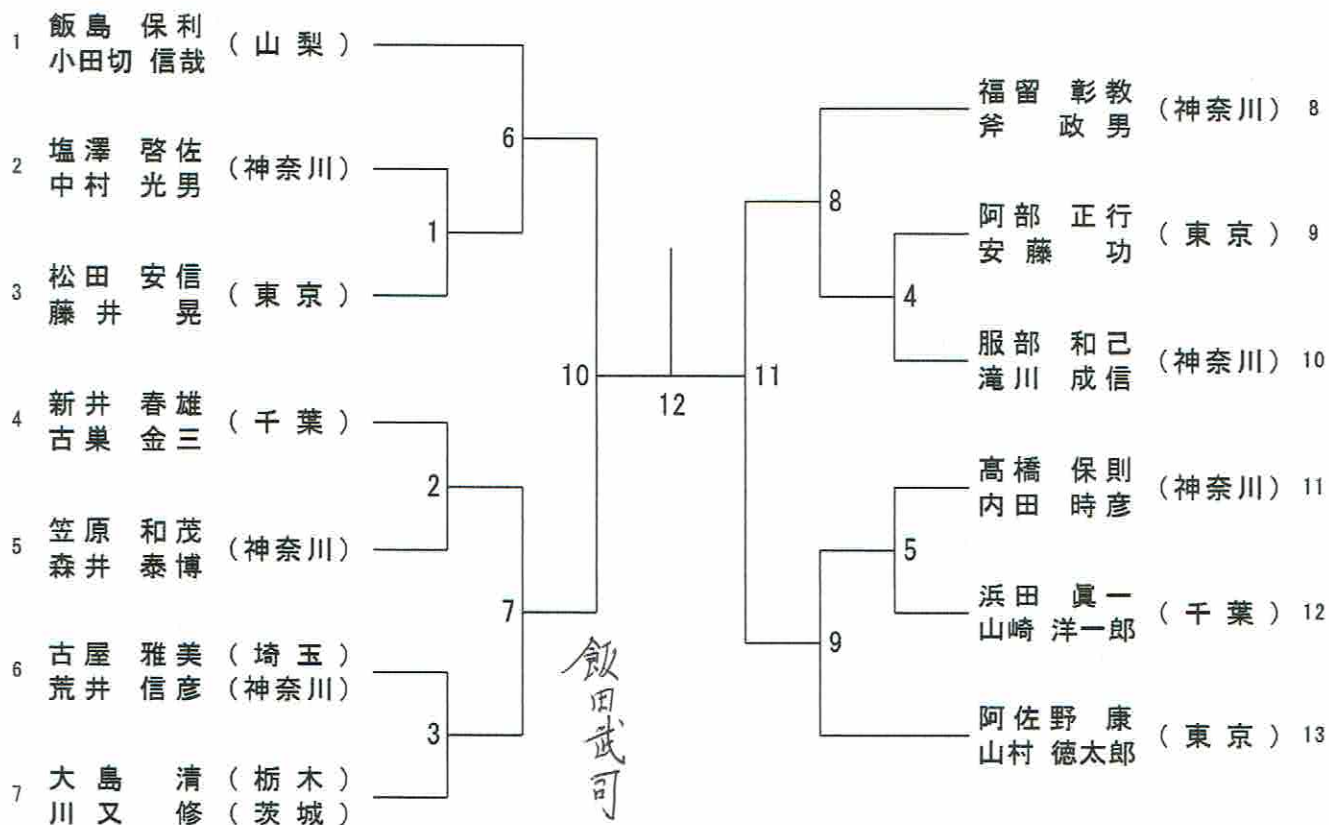 1 飯島 保利 (山梨)
小田切 信哉
6
2 塩澤 啓佐 (神奈川)
中村 光男
1
3 松田 安信 (東京)
藤井 晃
10
4 新井 春雄 (千葉)
古巣 金三
2
5 笠原 和茂 (神奈川)
森井 泰博
7
6 古屋 雅美 (埼玉)
荒井 信彦 (神奈川)
3
7 大島 清 (栃木)
川又 修 (茨城)
飯田武司
12
福留 彰教 (神奈川) 8
斧 政男
8
阿部 正行 (東京) 9
安藤 功
4
服部 和己 (神奈川) 10
滝川 成信
11
髙橋 保則 (神奈川) 11
内田 時彦
5
浜田 眞一 (千葉) 12
山崎 洋一郎
9
阿佐野 康 (東京) 13
山村 徳太郎